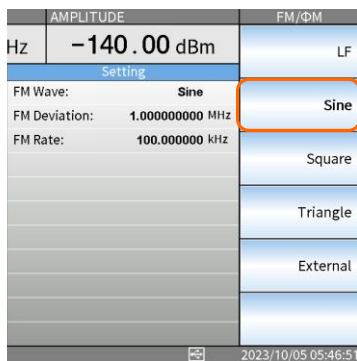 AMPLITUDE
FM/ΦM
Hz
−140.00 dBm
LF
Setting
FM Wave: Sine
Sine
FM Deviation: 1.000000000 MHz
FM Rate: 100.000000 kHz
Square
Triangle
External
2023/10/05 05:46:51